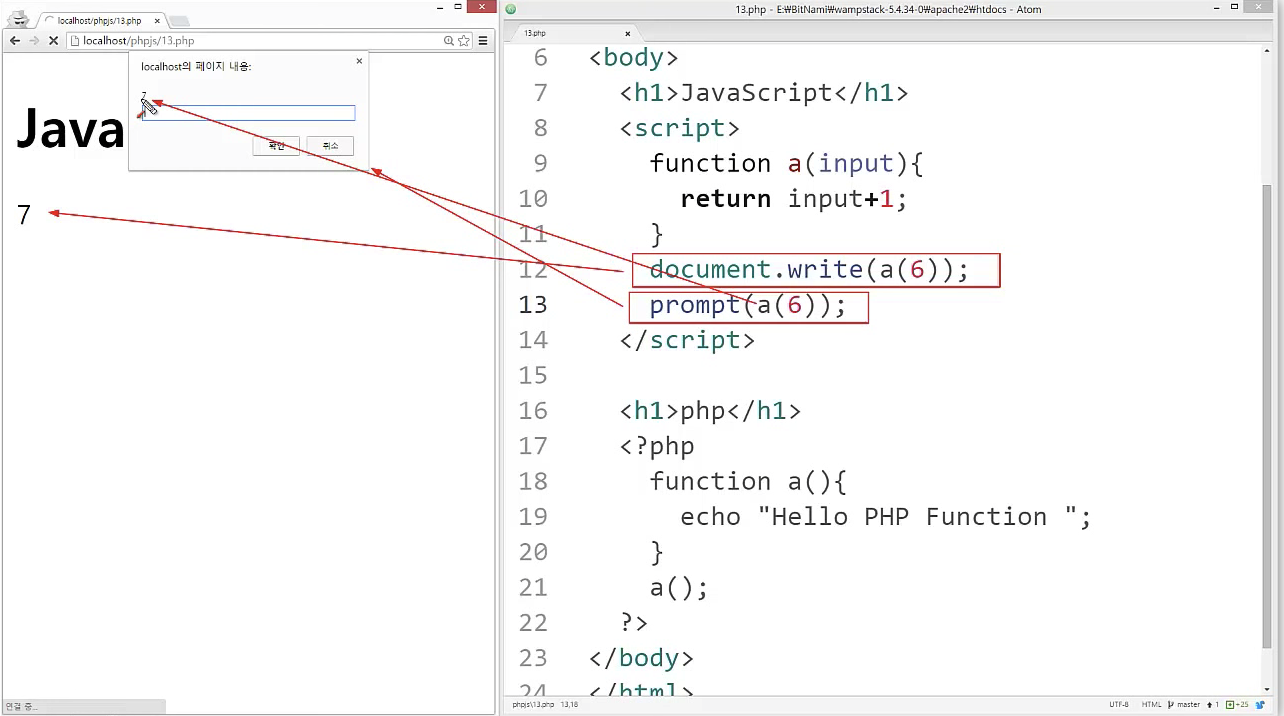 localhost/phpjs/13.php
localhost/phpjs/13.php
localhost의 페이지 내용:
7
확인
취소
Java
7
연결 중...
13.php - E:₩BitNami₩wampstack-5.4.34-0₩apache2₩htdocs - Atom
13.php
6 <body>
7 <h1>JavaScript</h1>
8 <script>
9 function a(input){
10 return input+1;
11 }
12 document.write(a(6));
13 prompt(a(6));
14 </script>
15
16 <h1>php</h1>
17 <?php
18 function a(){
19 echo "Hello PHP Function ";
20 }
21 a();
22 ?>
23 </body>
24 </html>
phpjs\13.php 13,18
UTF-8 HTML master 1 +25